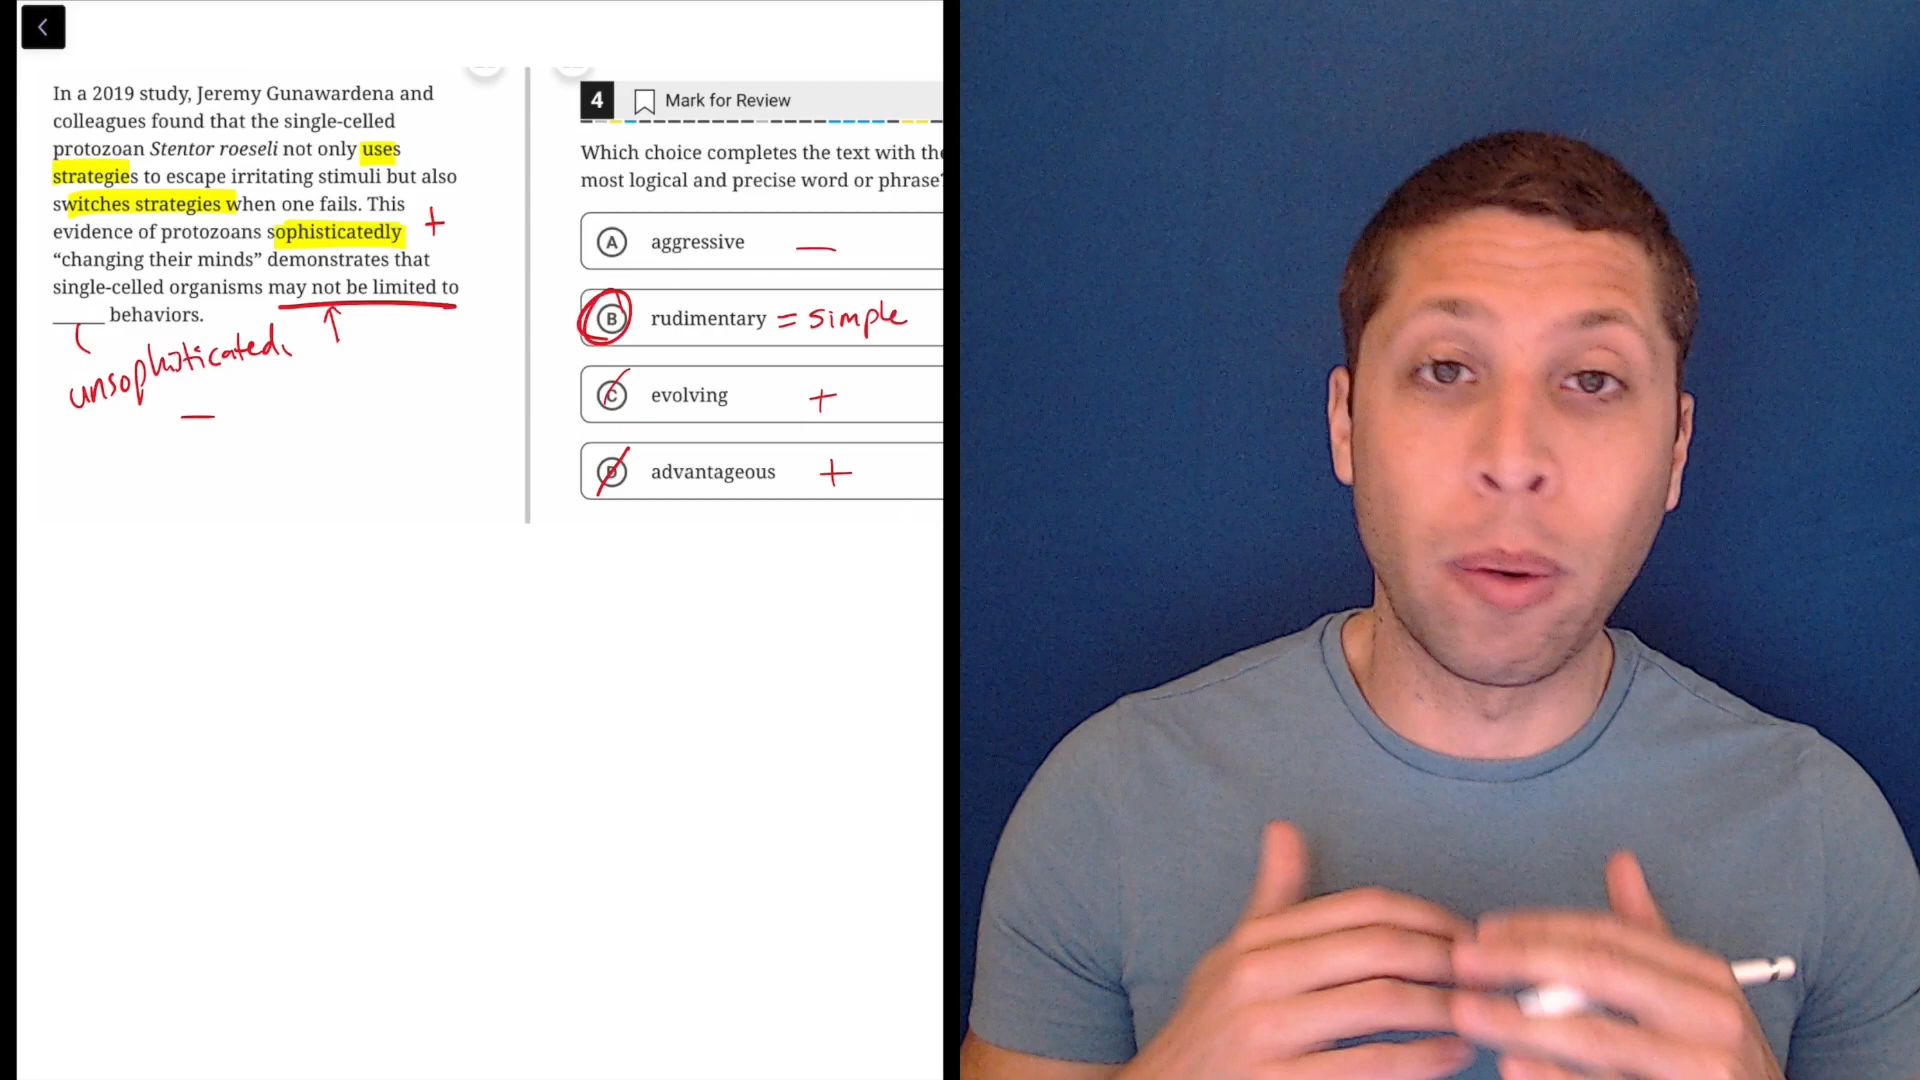 In a 2019 study, Jeremy Gunawardena and
colleagues found that the single-celled
protozoan Stentor roeseli not only uses
strategies to escape irritating stimuli but also
switches strategies when one fails. This
evidence of protozoans sophisticatedly +
“changing their minds” demonstrates that
single-celled organisms may not be limited to
_____ behaviors.
unsophisticated
—
4 Mark for Review
Which choice completes the text with the
most logical and precise word or phrase?
A aggressive —
B rudimentary = simple
C evolving +
D advantageous +